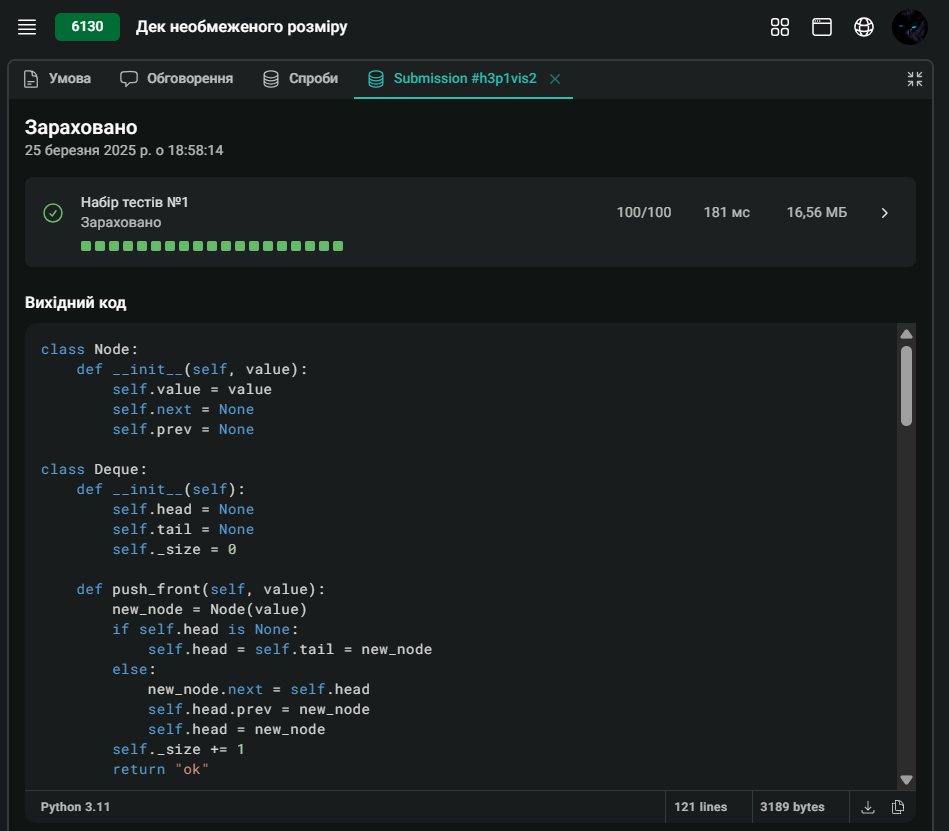 6130 Дек необмеженого розміру
Умова Обговорення Спроби Submission #h3p1vis2
Зараховано
25 березня 2025 р. о 18:58:14
Набір тестів №1
Зараховано
100/100 181 мс 16,56 МБ
Вихідний код
class Node:
    def __init__(self, value):
        self.value = value
        self.next = None
        self.prev = None
class Deque:
    def __init__(self):
        self.head = None
        self.tail = None
        self._size = 0
    def push_front(self, value):
        new_node = Node(value)
        if self.head is None:
            self.head = self.tail = new_node
        else:
            new_node.next = self.head
            self.head.prev = new_node
            self.head = new_node
        self._size += 1
        return "ok"
Python 3.11 121 lines 3189 bytes